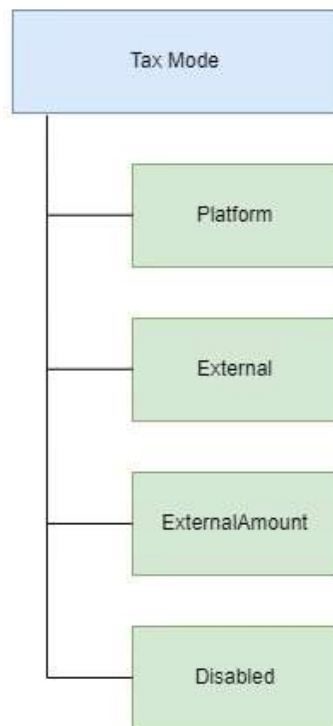 Tax Mode
Platform
External
ExternalAmount
Disabled